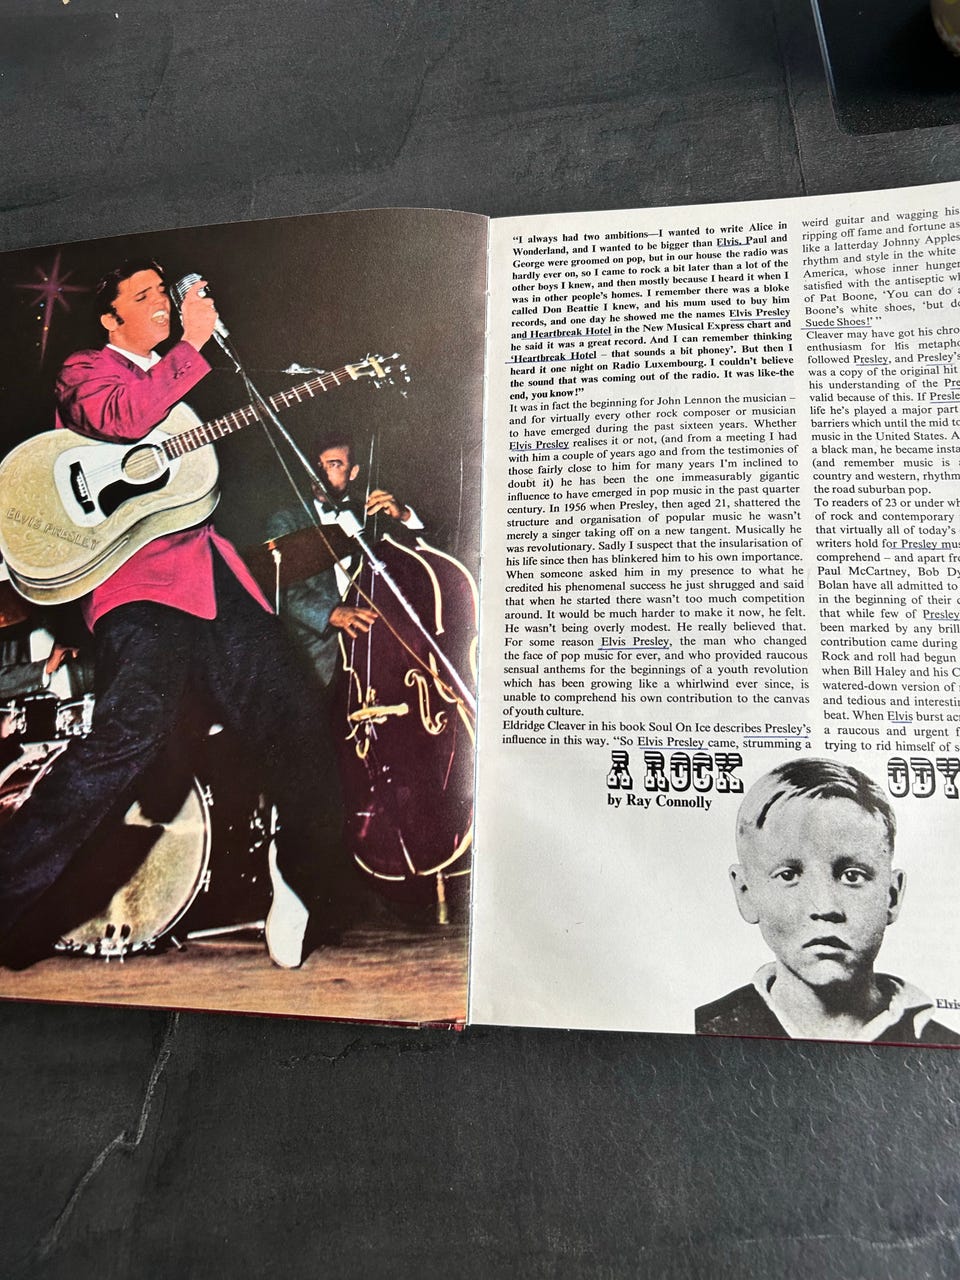 ELVIS PRESLEY
"I always had two ambitions—I wanted to write Alice in
Wonderland, and I wanted to be bigger than Elvis. Paul and
George were groomed on pop, but in our house the radio was
hardly ever on, so I came to rock a bit later than a lot of the
other boys I knew, and then mostly because I heard it when I
was in other people's homes. I remember there was a bloke
called Don Beattie I knew, and his mum used to buy him
records, and one day he showed me the names Elvis Presley
and Heartbreak Hotel in the New Musical Express chart and
he said it was a great record. And I can remember thinking
'Heartbreak Hotel – that sounds a bit phoney'. But then I
heard it one night on Radio Luxembourg. I couldn't believe
the sound that was coming out of the radio. It was like-the
end, you know!"
It was in fact the beginning for John Lennon the musician –
and for virtually every other rock composer or musician
to have emerged during the past sixteen years. Whether
Elvis Presley realises it or not, (and from a meeting I had
with him a couple of years ago and from the testimonies of
those fairly close to him for many years I'm inclined to
doubt it) he has been the one immeasurably gigantic
influence to have emerged in pop music in the past quarter
century. In 1956 when Presley, then aged 21, shattered the
structure and organisation of popular music he wasn't
merely a singer taking off on a new tangent. Musically he
was revolutionary. Sadly I suspect that the insularisation of
his life since then has blinkered him to his own importance.
When someone asked him in my presence to what he
credited his phenomenal success he just shrugged and said
that when he started there wasn't too much competition
around. It would be much harder to make it now, he felt.
He wasn't being overly modest. He really believed that.
For some reason Elvis Presley, the man who changed
the face of pop music for ever, and who provided raucous
sensual anthems for the beginnings of a youth revolution
which has been growing like a whirlwind ever since, is
unable to comprehend his own contribution to the canvas
of youth culture.
Eldridge Cleaver in his book Soul On Ice describes Presley's
influence in this way. "So Elvis Presley came, strumming a
weird guitar and wagging his
ripping off fame and fortune as
like a latterday Johnny Apples
rhythm and style in the white
America, whose inner hunger
satisfied with the antiseptic wh
of Pat Boone, 'You can do
Boone's white shoes, 'but do
Suede Shoes!' "
Cleaver may have got his chro
enthusiasm for his metapho
followed Presley, and Presley's
was a copy of the original hit
his understanding of the Pre
valid because of this. If Presle
life he's played a major part
barriers which until the mid to
music in the United States. A
a black man, he became insta
(and remember music is
country and western, rhythm
the road suburban pop.
To readers of 23 or under wh
of rock and contemporary
that virtually all of today's
writers hold for Presley mus
comprehend – and apart fro
Paul McCartney, Bob Dy
Bolan have all admitted to
in the beginning of their c
that while few of Presley
been marked by any brill
contribution came during
Rock and roll had begun
when Bill Haley and his C
watered-down version of
and tedious and interestin
beat. When Elvis burst acr
a raucous and urgent f
trying to rid himself of s
A ROCK ODY
by Ray Connolly
Elvis